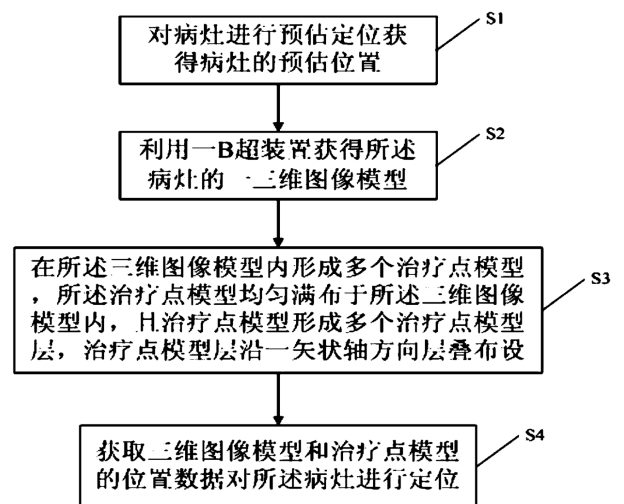 S1
对病灶进行预估定位获
得病灶的预估位置
S2
利用一B超装置获得所述
病灶的一三维图像模型
S3
在所述三维图像模型内形成多个治疗点模型
，所述治疗点模型均匀满布于所述三维图像
模型内，且治疗点模型形成多个治疗点模型
层，治疗点模型层沿一矢状轴方向层叠布设
S4
获取三维图像模型和治疗点模型
的位置数据对所述病灶进行定位